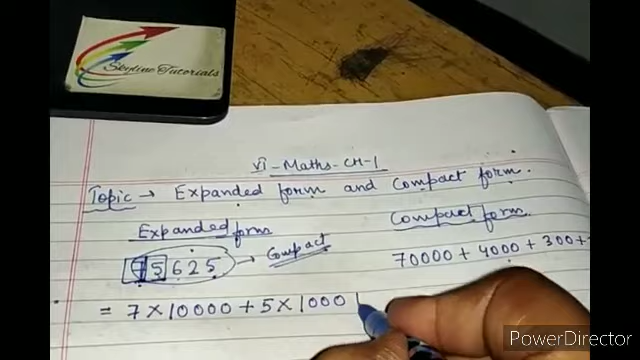 Skyline Tutorials
VI - Maths - CH-1
Topic → Expanded form and Compact form.
Expanded form
Compact form
75625 → Compact
70000 + 4000 + 300 +
= 7 × 10000 + 5 × 1000
PowerDirector